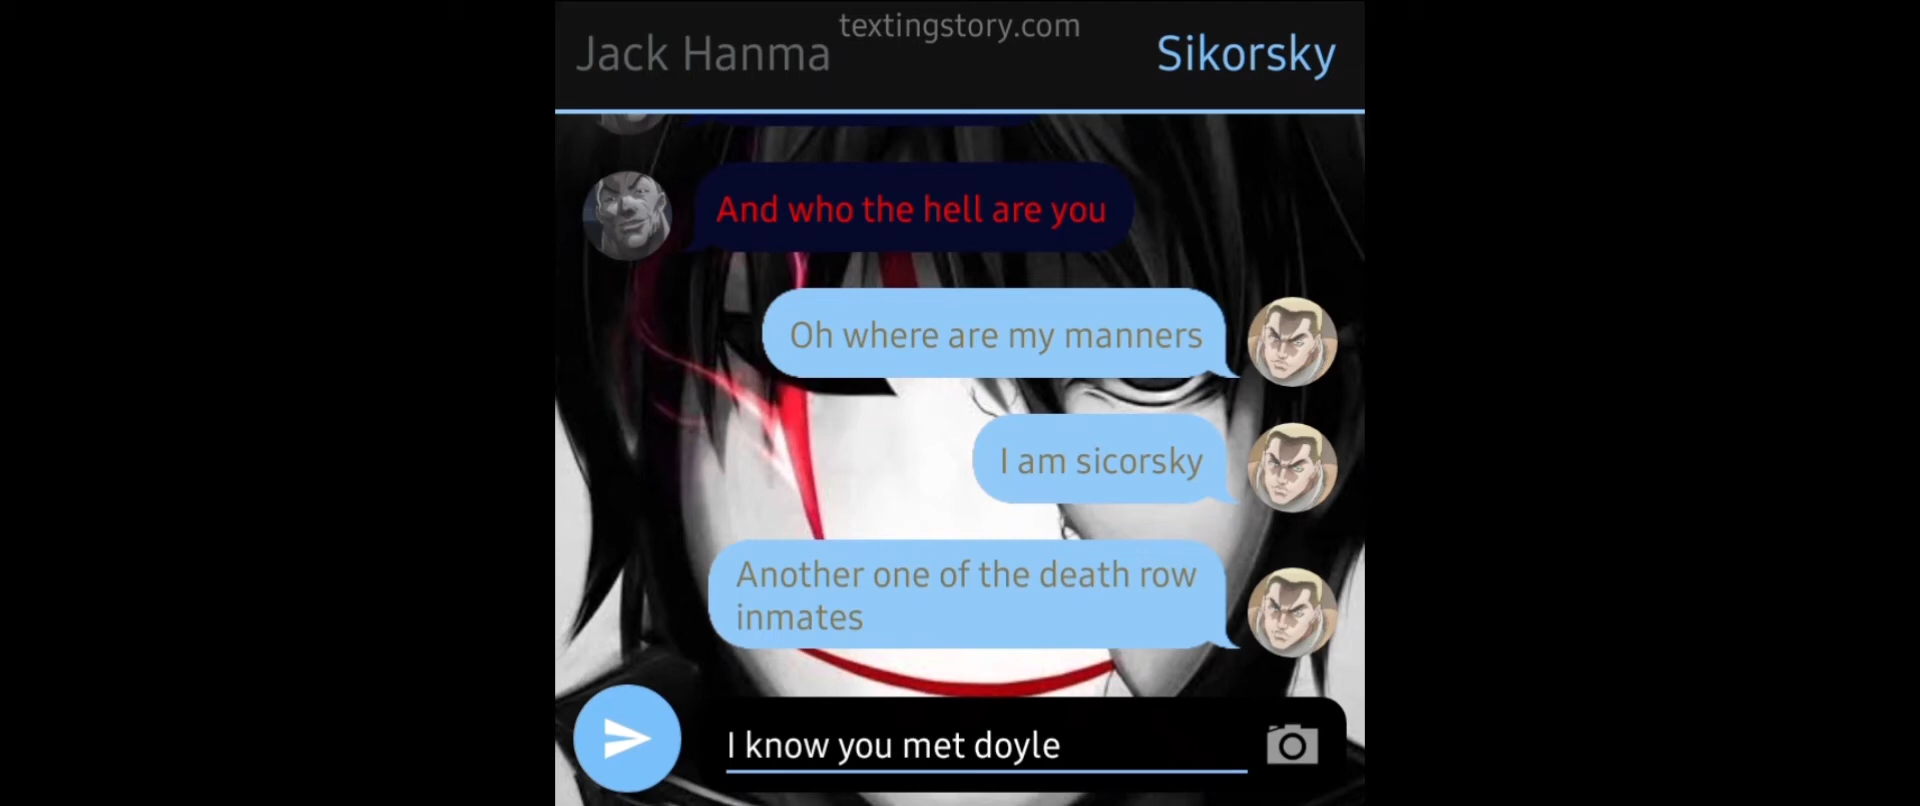 textingstory.com
Jack Hanma
Sikorsky
And who the hell are you
Oh where are my manners
I am sicorsky
Another one of the death row
inmates
I know you met doyle